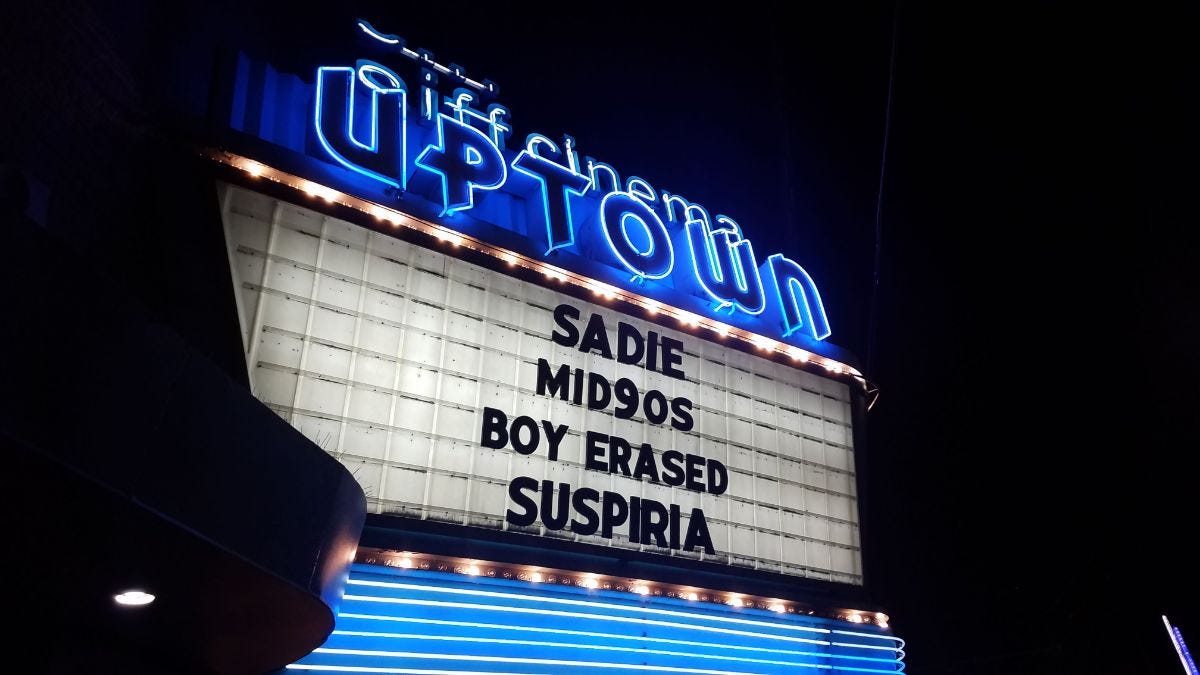 siff cinema
UPTOWN
SADIE
MID90S
BOY ERASED
SUSPIRIA